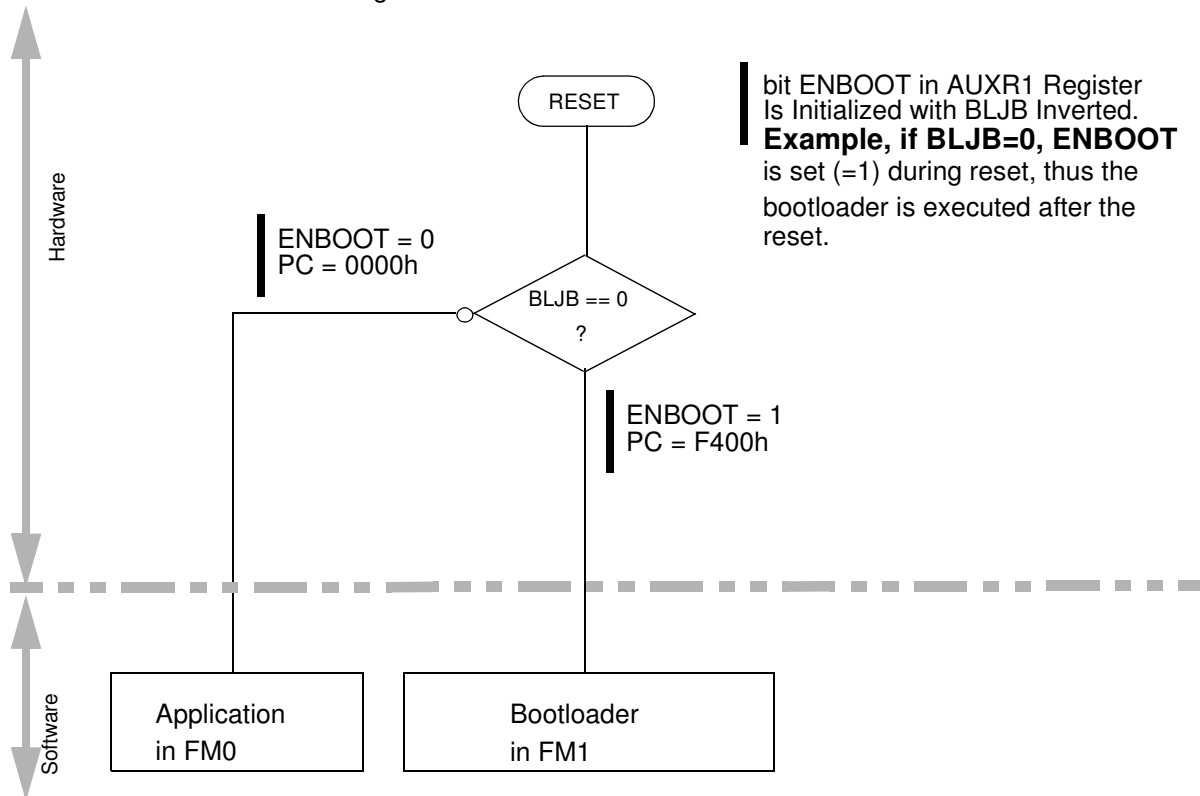 RESET
bit ENBOOT in AUXR1 Register
Is Initialized with BLJB Inverted.
Example, if BLJB=0, ENBOOT
is set (=1) during reset, thus the
bootloader is executed after the
reset.
Hardware
ENBOOT = 0
PC = 0000h
BLJB == 0
?
ENBOOT = 1
PC = F400h
Software
Application
in FM0
Bootloader
in FM1